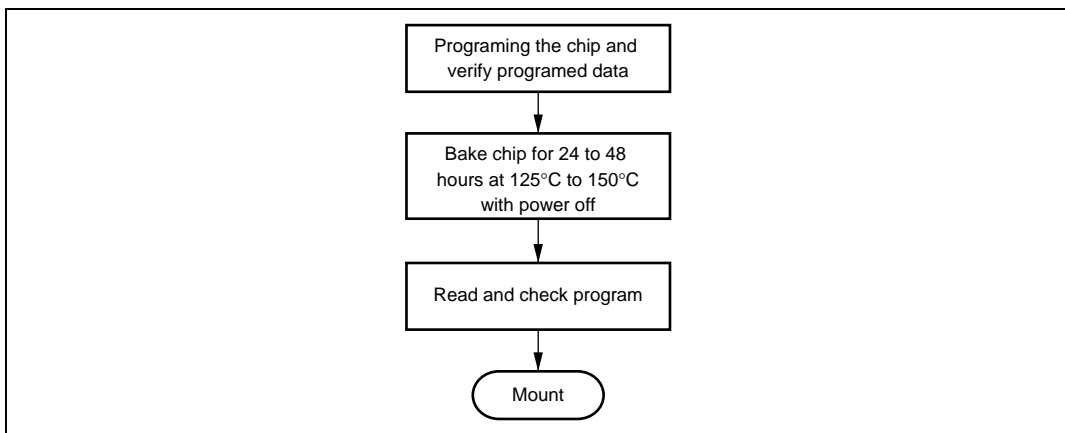 Programing the chip and
verify programed data
Bake chip for 24 to 48
hours at 125°C to 150°C
with power off
Read and check program
Mount